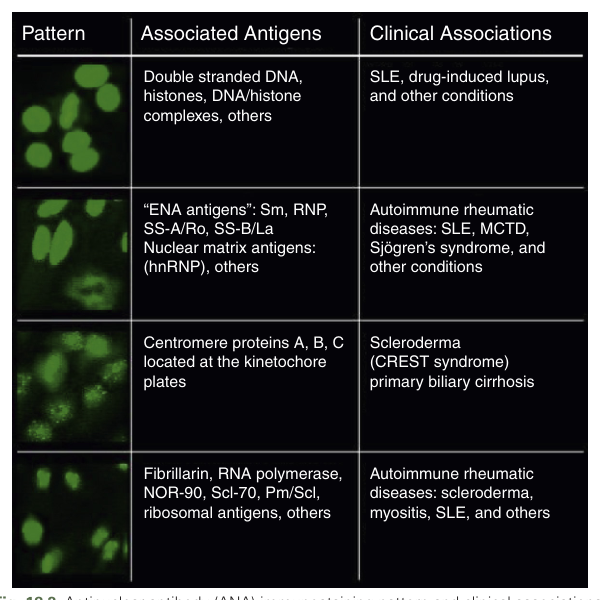 Pattern
Associated Antigens
Clinical Associations
Double stranded DNA,
histones, DNA/histone
complexes, others
SLE, drug-induced lupus,
and other conditions
“ENA antigens”: Sm, RNP,
SS-A/Ro, SS-B/La
Nuclear matrix antigens:
(hnRNP), others
Autoimmune rheumatic
diseases: SLE, MCTD,
Sjögren’s syndrome, and
other conditions
Centromere proteins A, B, C
located at the kinetochore
plates
Scleroderma
(CREST syndrome)
primary biliary cirrhosis
Fibrillarin, RNA polymerase,
NOR-90, Scl-70, Pm/Scl,
ribosomal antigens, others
Autoimmune rheumatic
diseases: scleroderma,
myositis, SLE, and others